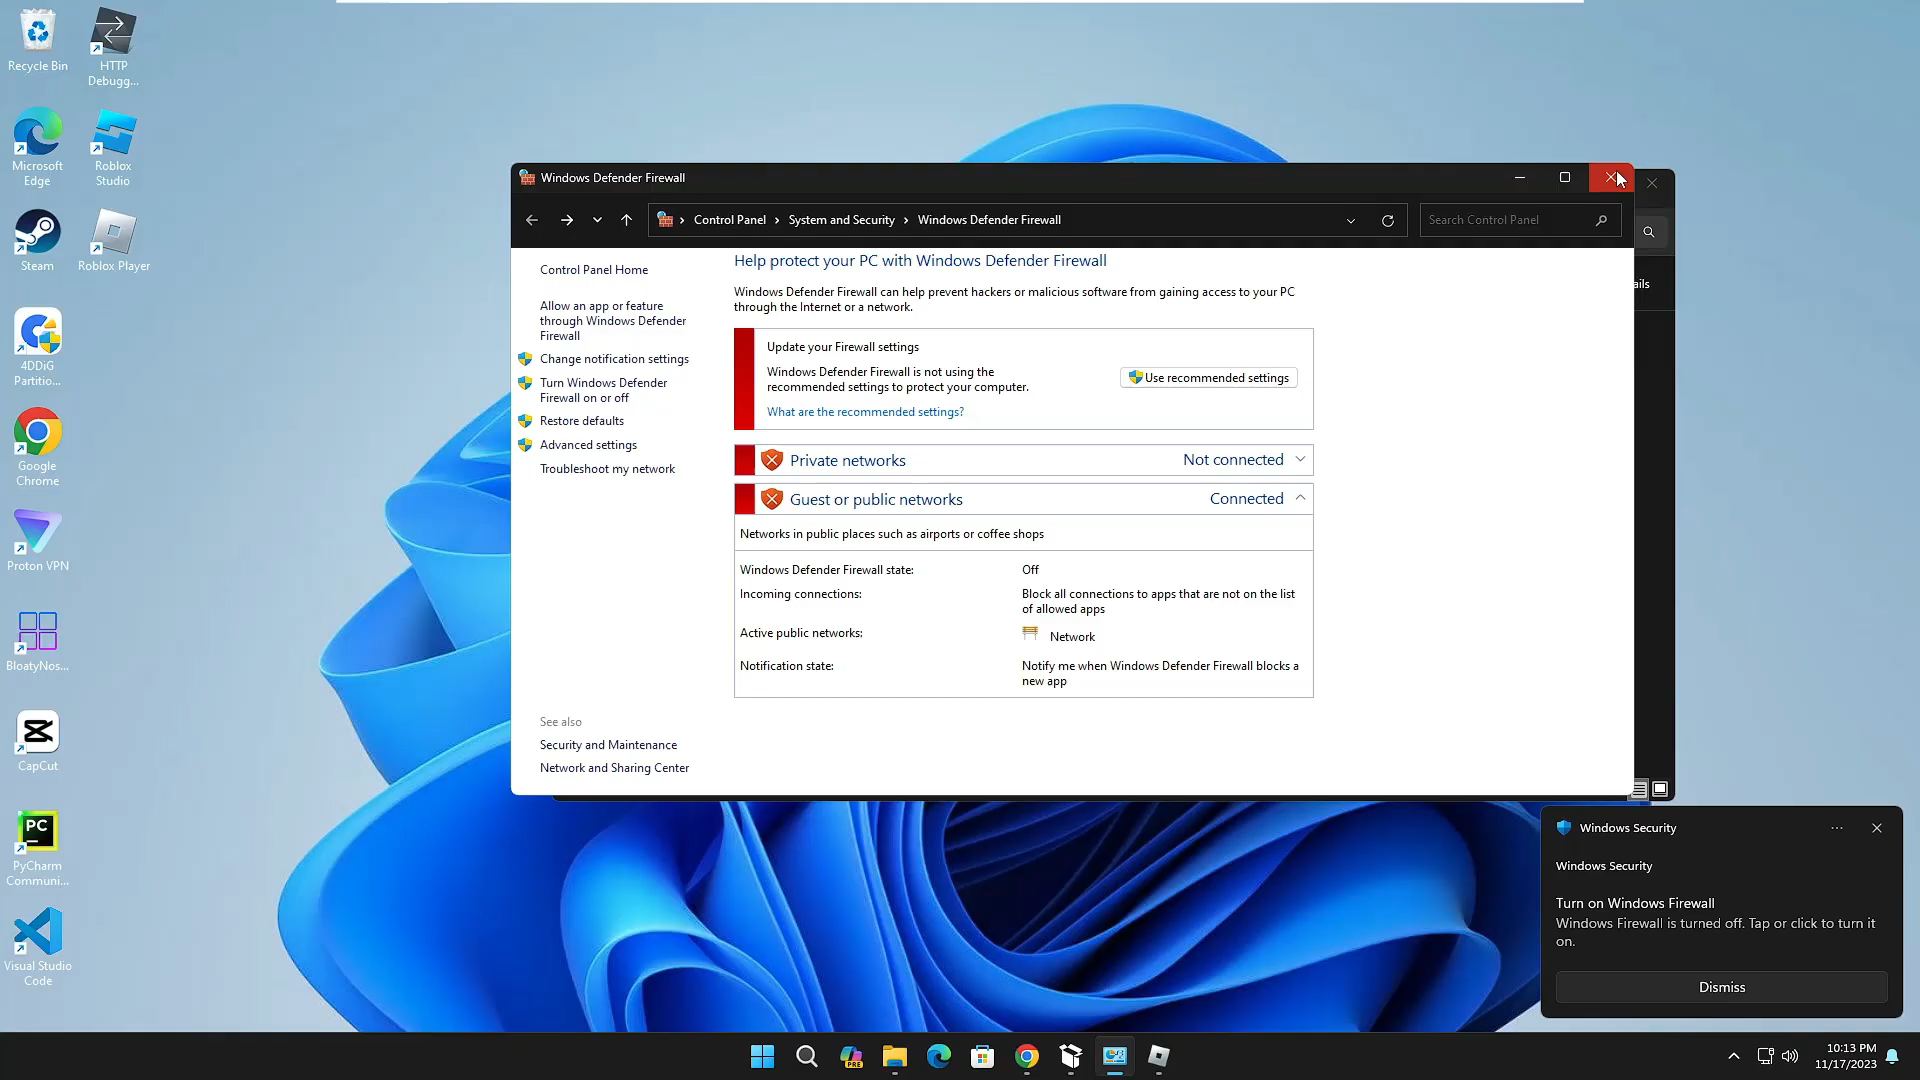 Recycle Bin
HTTP
Debugg...
Microsoft
Edge
Roblox
Studio
Steam
Roblox Player
4DDiG
Partitio...
Google
Chrome
Proton VPN
BloatyNos...
CapCut
PC
PyCharm
Communi...
Visual Studio
Code
Windows Defender Firewall
Control Panel
System and Security
Windows Defender Firewall
Search Control Panel
ails
Control Panel Home
Allow an app or feature
through Windows Defender
Firewall
Change notification settings
Turn Windows Defender
Firewall on or off
Restore defaults
Advanced settings
Troubleshoot my network
See also
Security and Maintenance
Network and Sharing Center
Help protect your PC with Windows Defender Firewall
Windows Defender Firewall can help prevent hackers or malicious software from gaining access to your PC
through the Internet or a network.
Update your Firewall settings
Windows Defender Firewall is not using the
recommended settings to protect your computer.
Use recommended settings
What are the recommended settings?
Private networks Not connected
Guest or public networks Connected
Networks in public places such as airports or coffee shops
Windows Defender Firewall state: Off
Incoming connections: Block all connections to apps that are not on the list
of allowed apps
Active public networks: Network
Notification state: Notify me when Windows Defender Firewall blocks a
new app
Windows Security
Windows Security
Turn on Windows Firewall
Windows Firewall is turned off. Tap or click to turn it
on.
Dismiss
PRE
10:13 PM
11/17/2023